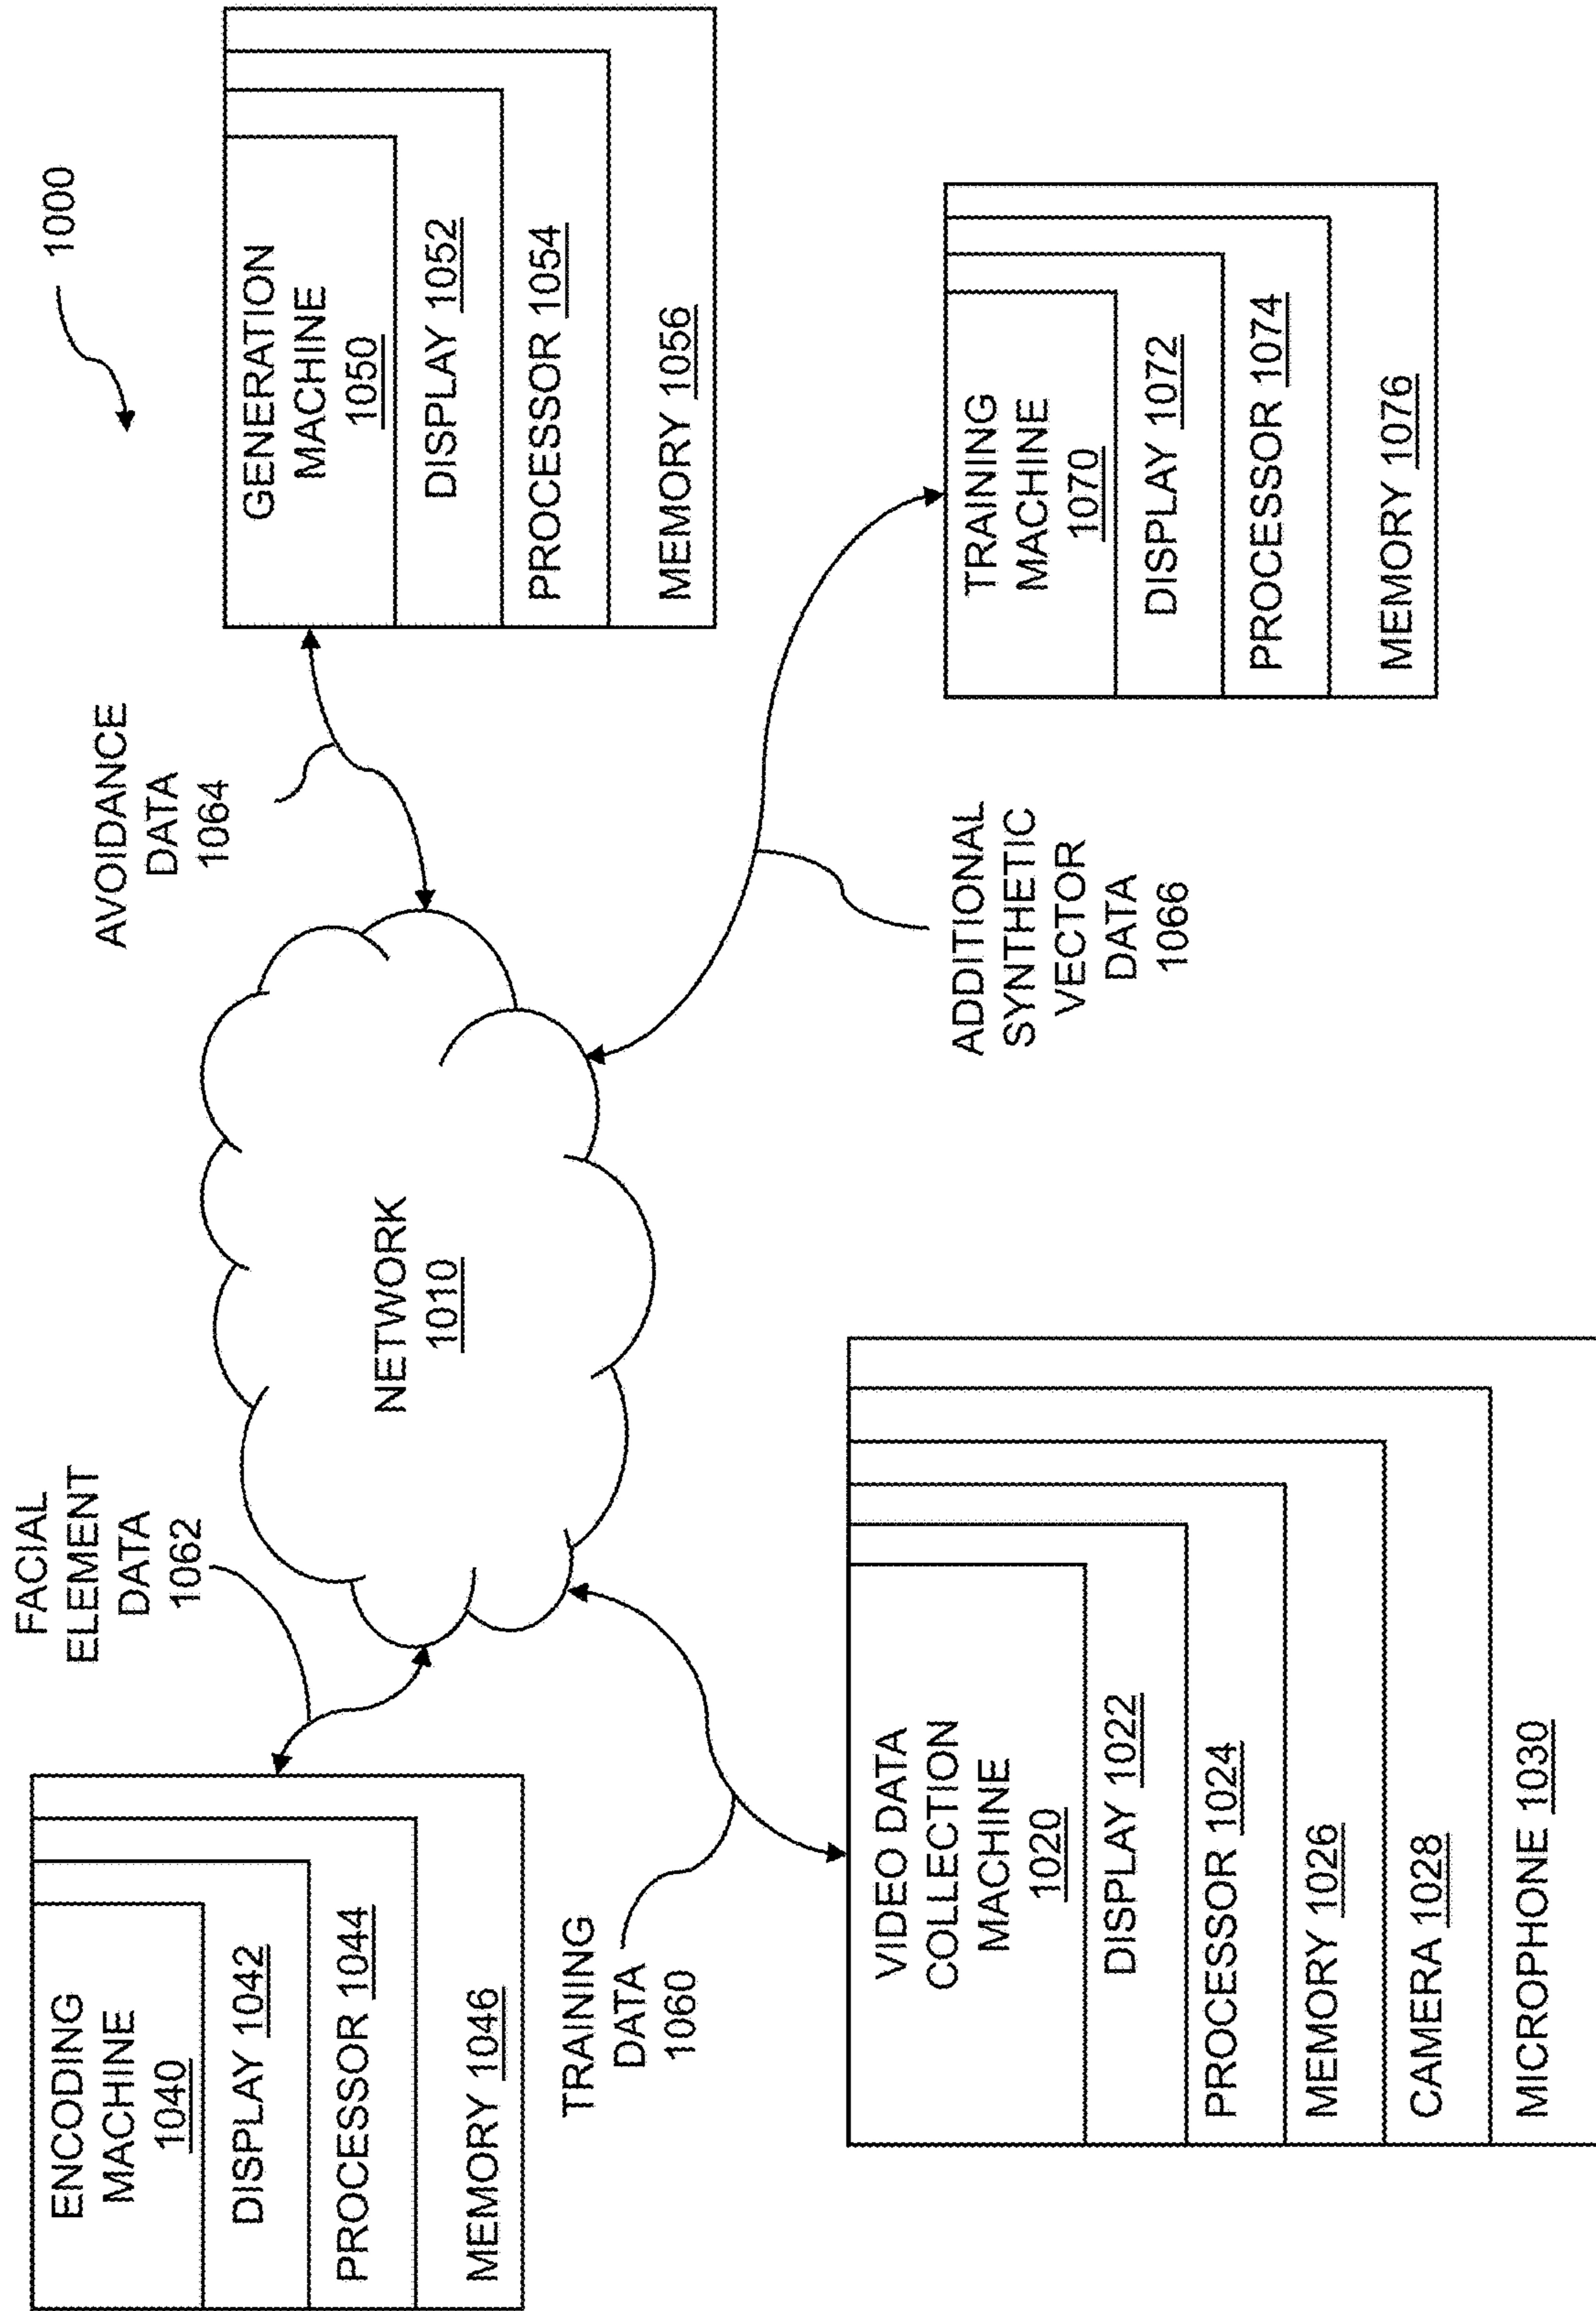 1000
ENCODING
MACHINE
1040
DISPLAY 1042
PROCESSOR 1044
MEMORY 1046
FACIAL
ELEMENT
DATA
1062
NETWORK
1010
AVOIDANCE
DATA
1064
GENERATION
MACHINE
1050
DISPLAY 1052
PROCESSOR 1054
MEMORY 1056
TRAINING
DATA
1060
VIDEO DATA
COLLECTION
MACHINE
1020
DISPLAY 1022
PROCESSOR 1024
MEMORY 1026
CAMERA 1028
MICROPHONE 1030
ADDITIONAL
SYNTHETIC
VECTOR
DATA
1066
TRAINING
MACHINE
1070
DISPLAY 1072
PROCESSOR 1074
MEMORY 1076